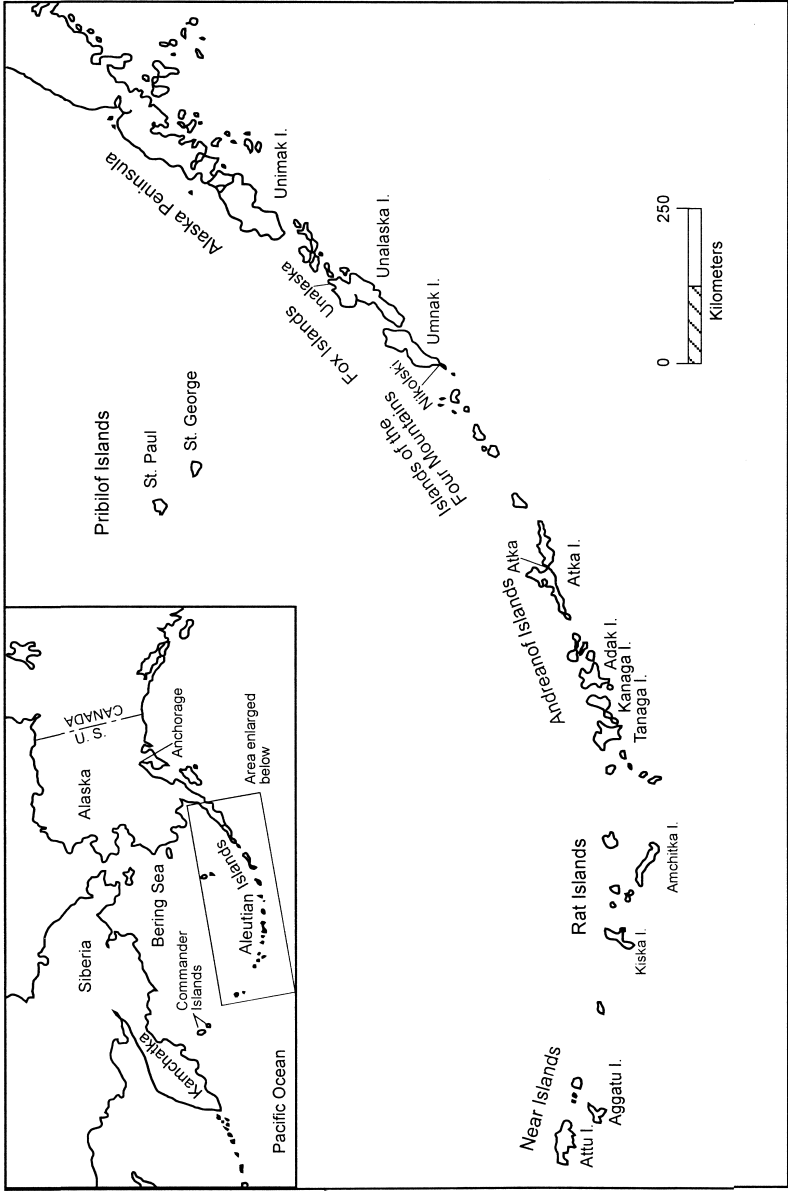 Siberia
Alaska
U.S.
CANADA
Anchorage
Bering Sea
Kamchatka
Commander
Islands
Aleutian Islands
Area enlarged
below
Pacific Ocean
Pribilof Islands
St. Paul
St. George
Alaska Peninsula
Unimak I.
Unalaska
Unalaska I.
Fox Islands
Umnak I.
Nikolski
Islands of the
Four Mountains
Andreanof Islands
Atka
Atka I.
Adak I.
Kanaga I.
Tanaga I.
Rat Islands
Amchitka I.
Kiska I.
Near Islands
Attu I.
Aggatu I.
0
250
Kilometers